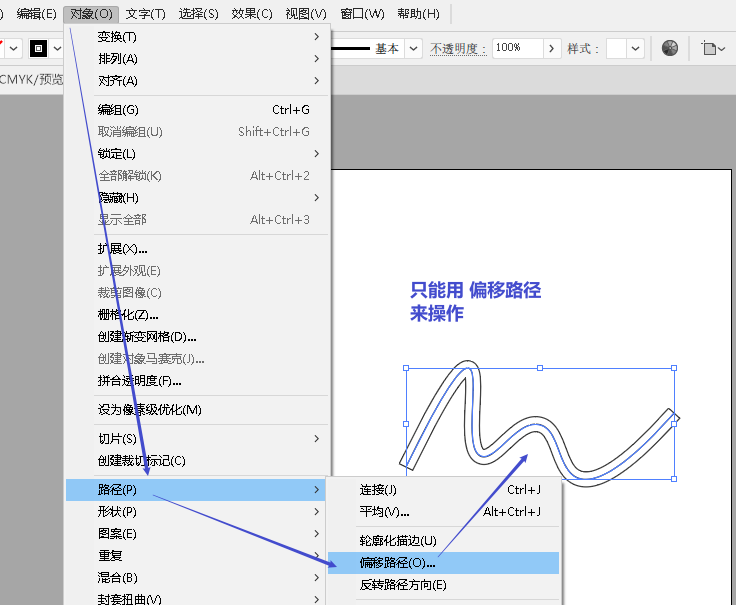 ) 编辑(E) 对象(O) 文字(T) 选择(S) 效果(C) 视图(V) 窗口(W) 帮助(H)
基本 不透明度: 100% 样式:
CMYK/预览
变换(T)
排列(A)
对齐(A)
编组(G) Ctrl+G
取消编组(U) Shift+Ctrl+G
锁定(L)
全部解锁(K) Alt+Ctrl+2
隐藏(H)
显示全部 Alt+Ctrl+3
扩展(X)...
扩展外观(E)
裁剪图像(C)
栅格化(Z)...
创建渐变网格(D)...
创建对象马赛克(J)...
拼合透明度(F)...
设为像素级优化(M)
切片(S)
创建裁切标记(C)
路径(P)
形状(P)
图案(E)
重复
混合(B)
封套扭曲(V)
连接(J) Ctrl+J
平均(V)... Alt+Ctrl+J
轮廓化描边(U)
偏移路径(O)...
反转路径方向(E)
只能用 偏移路径
来操作